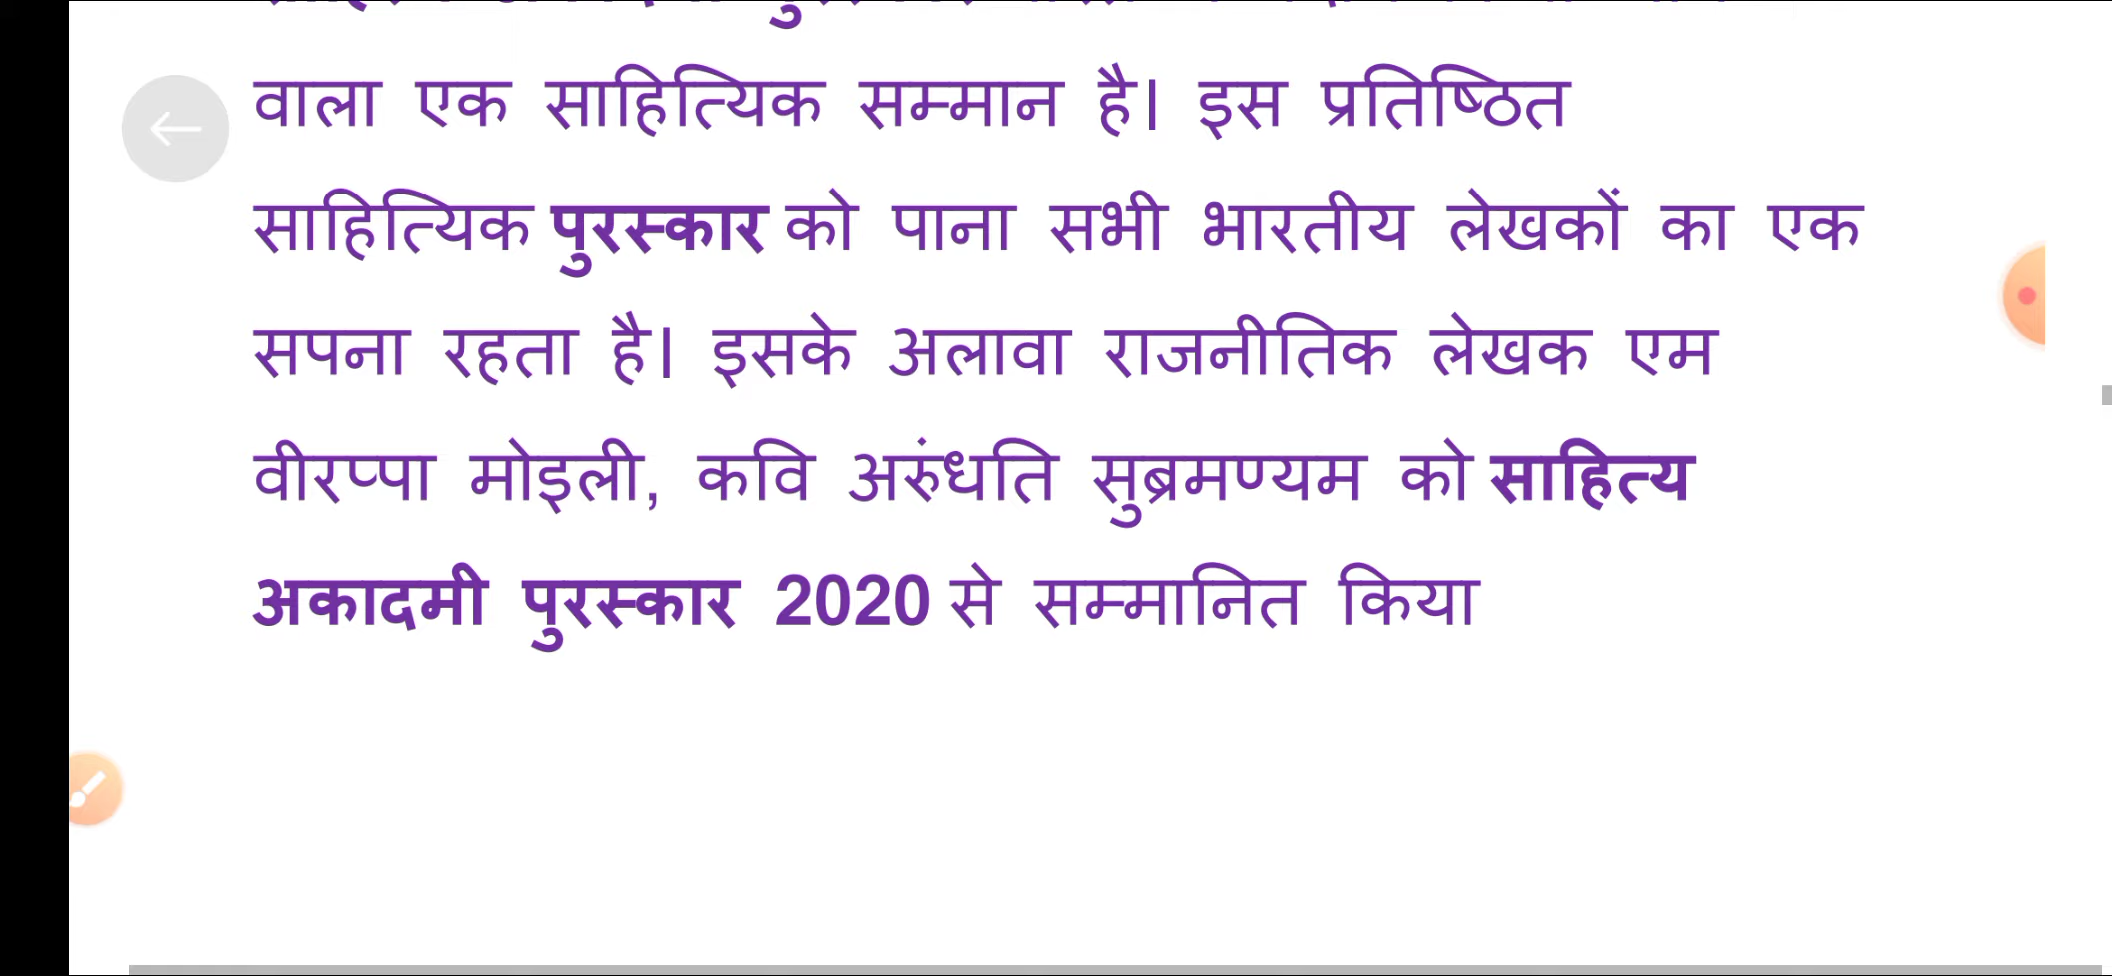 वाला एक साहित्यिक सम्मान है। इस प्रतिष्ठित
साहित्यिक पुरस्कार को पाना सभी भारतीय लेखकों का एक
सपना रहता है। इसके अलावा राजनीतिक लेखक एम
वीरप्पा मोइली, कवि अरुंधति सुब्रमण्यम को साहित्य
अकादमी पुरस्कार 2020 से सम्मानित किया